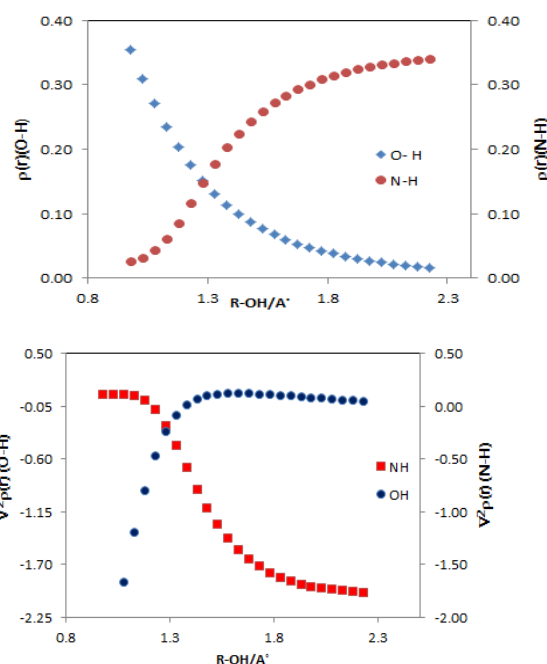 0.40 0.40
0.30 0.30
0.20 0.20
0.10 0.10
0.00 0.00
0.8 1.3 1.8 2.3
ρ(r)(O-H)
ρ(r)(N-H)
O- H
N -H
R-OH/A°
0.50 0.50
-0.05 0.00
-0.60 -0.50
-1.15 -1.00
-1.70 -1.50
-2.25 -2.00
0.8 1.3 1.8 2.3
∇²ρ(r) (O-H)
∇²ρ(r) (N-H)
NH
OH
R-OH/A°